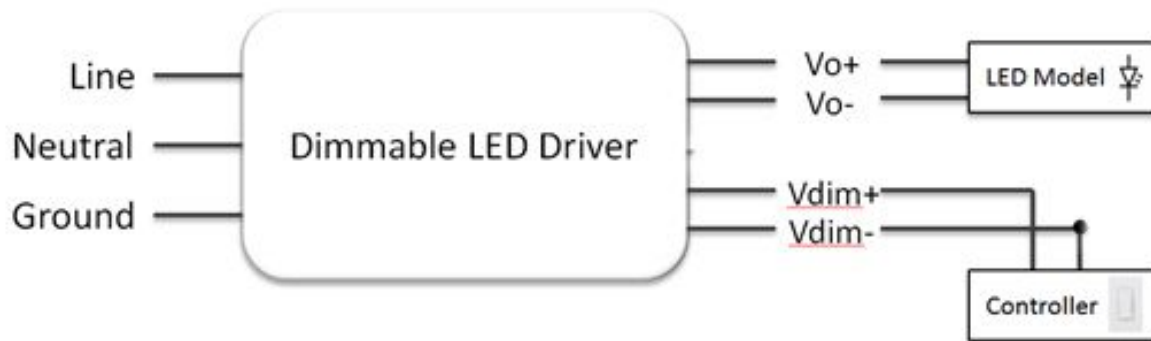 Line
Neutral
Ground
Dimmable LED Driver
Vo+
Vo-
Vdim+
Vdim-
LED Model
Controller